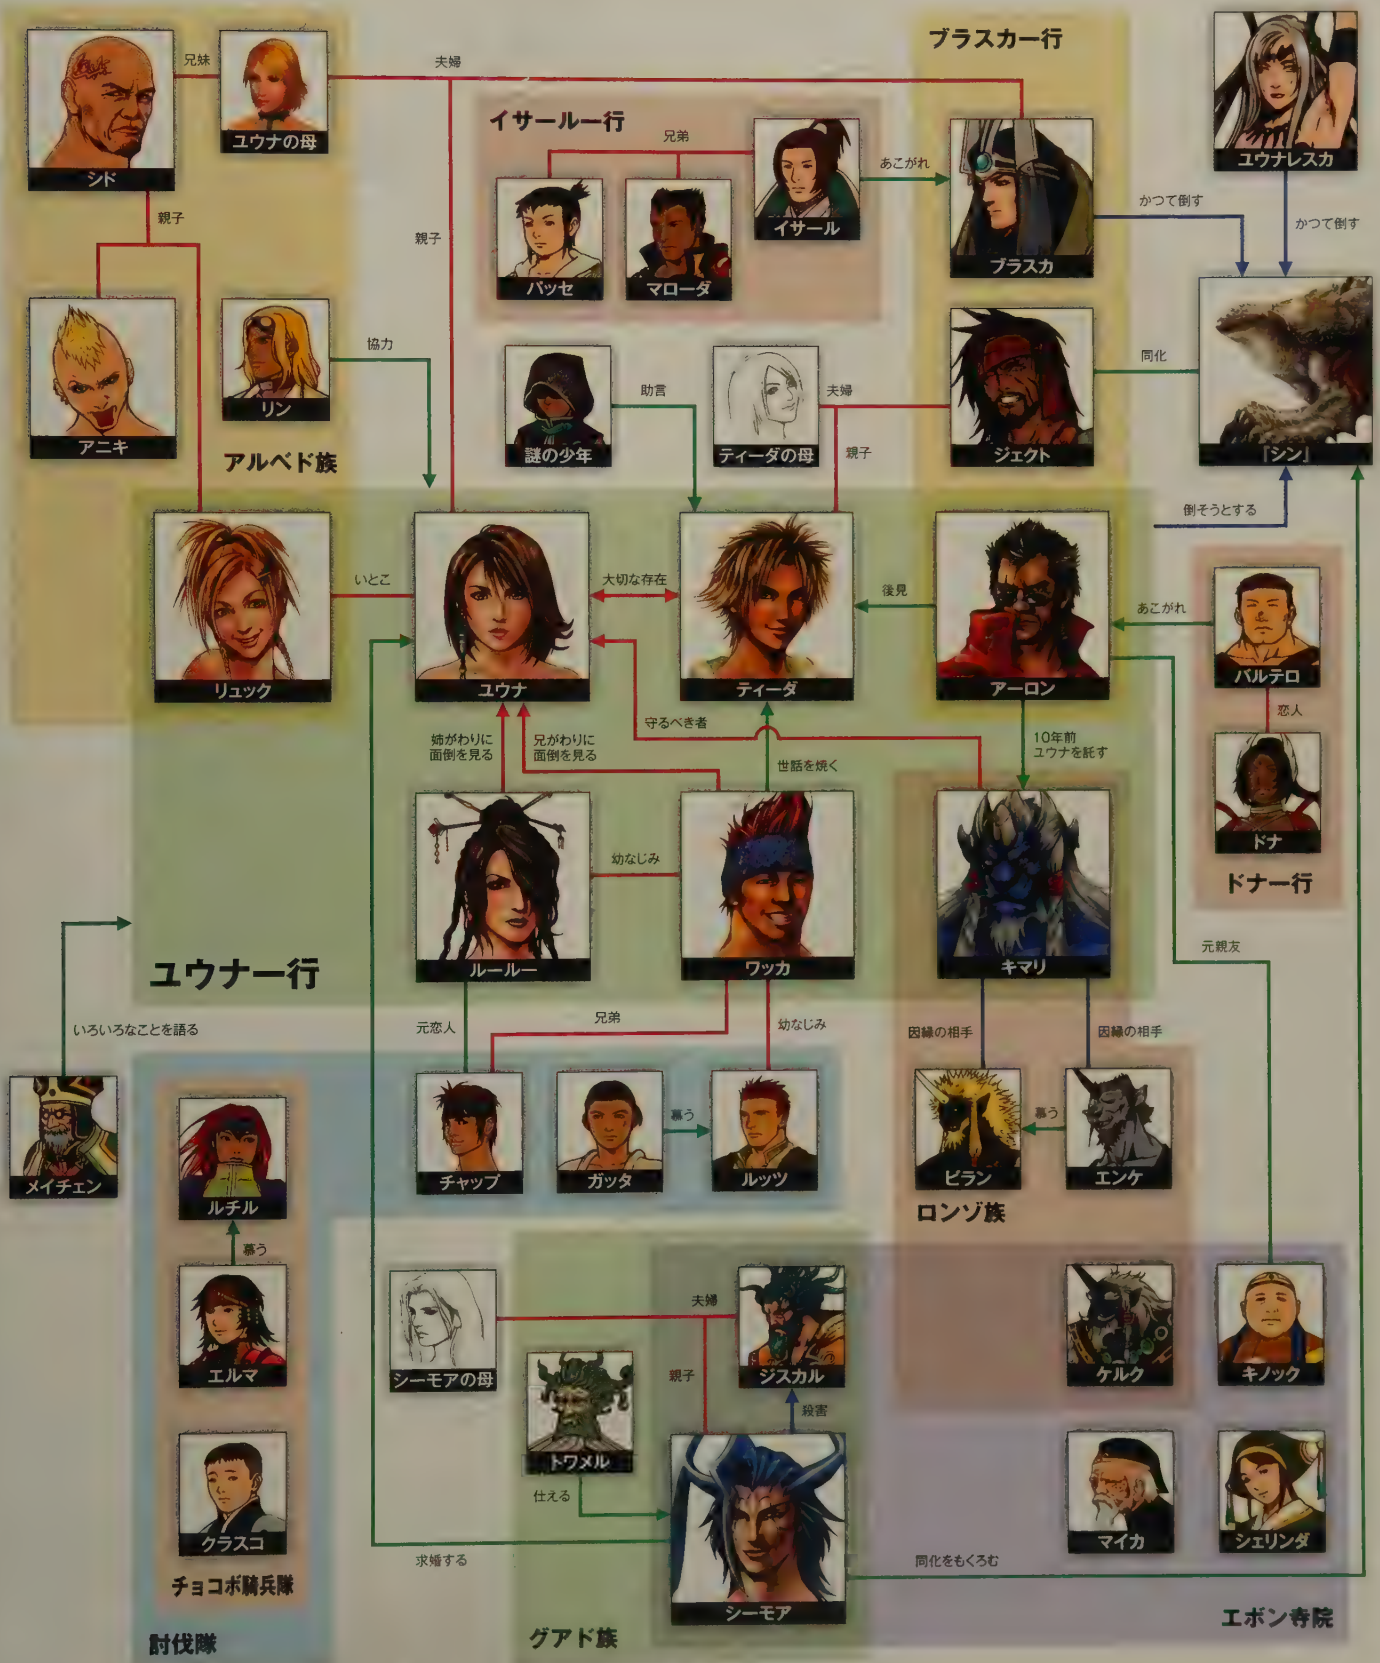 ブラスカ一行
シド
兄妹
ユウナの母
夫婦
イサール一行
兄弟
パッセ
マローダ
イサール
あこがれ
ブラスカ
ユウナレスカ
かつて倒す
かつて倒す
親子
親子
アニキ
リン
協力
アルベド族
謎の少年
助言
ティーダの母
夫婦
親子
ジェクト
同化
『シン』
倒そうとする
リュック
いとこ
ユウナ
大切な存在
ティーダ
後見
アーロン
あこがれ
バルテロ
恋人
ドナ
ドナ一行
姉がわりに
面倒を見る
兄がわりに
面倒を見る
守るべき者
世話を焼く
10年前
ユウナを託す
ルールー
幼なじみ
ワッカ
キマリ
元親友
ユウナ一行
いろいろなことを語る
メイチェン
元恋人
兄弟
幼なじみ
因縁の相手
因縁の相手
チャップ
ガッタ
慕う
ルッツ
ビラン
慕う
エンケ
ロンゾ族
ルチル
慕う
エルマ
クラスコ
チョコボ騎兵隊
討伐隊
シーモアの母
夫婦
親子
ジスカル
殺害
トワメル
仕える
シーモア
求婚する
同化をもくろむ
グアド族
ケルク
キノック
マイカ
シェリンダ
エボン寺院